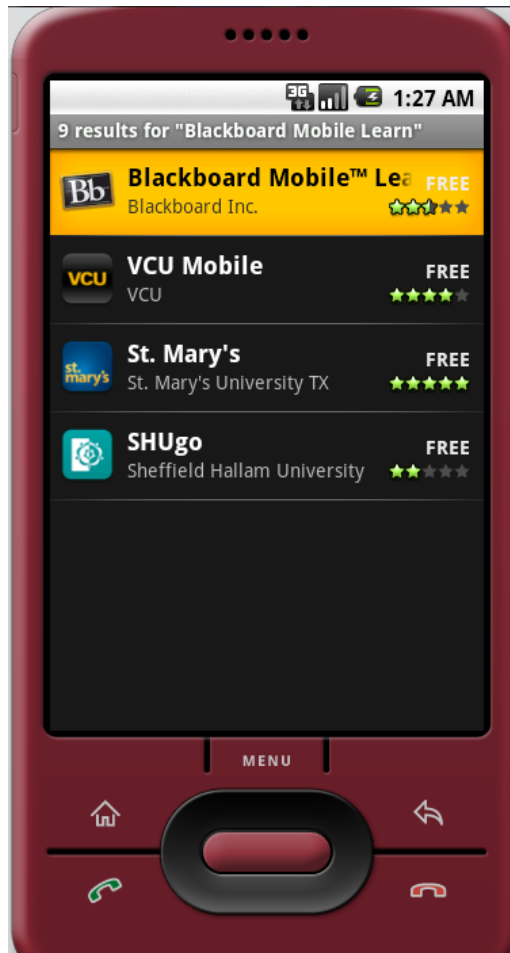 3G
1:27 AM
9 results for "Blackboard Mobile Learn"
Bb
Blackboard Mobile™ Lea
FREE
Blackboard Inc.
VCU
VCU Mobile
FREE
VCU
st.
mary's
St. Mary's
FREE
St. Mary's University TX
SHUgo
FREE
Sheffield Hallam University
MENU